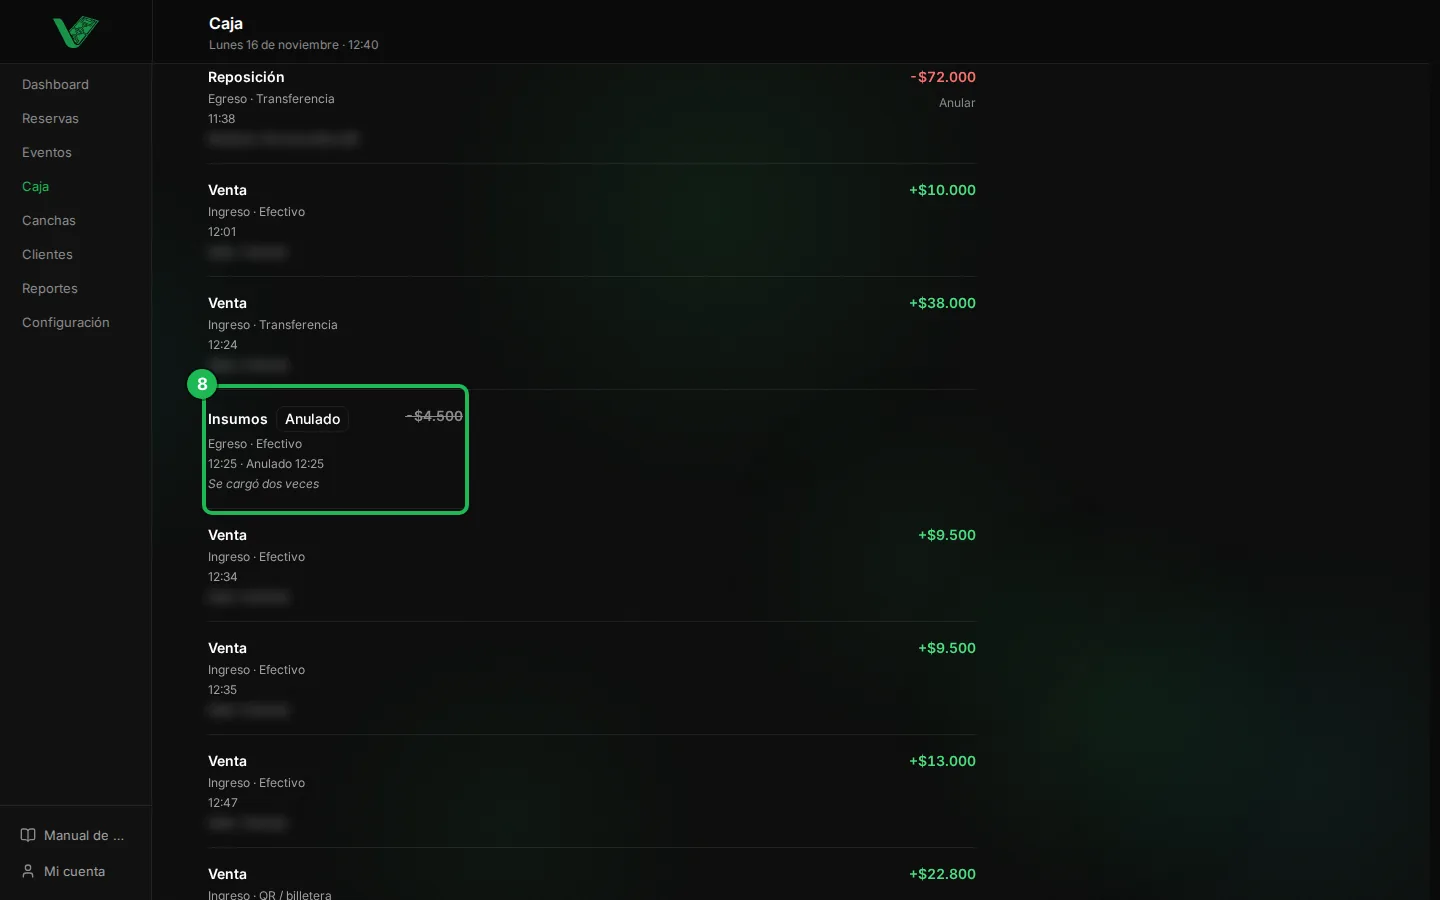 Caja
Lunes 16 de noviembre · 12:40
Dashboard
Reservas
Eventos
Caja
Canchas
Clientes
Reportes
Configuración
Manual de ...
Mi cuenta
Reposición
-$72.000
Egreso · Transferencia
Anular
11:38
Venta
+$10.000
Ingreso · Efectivo
12:01
Venta
+$38.000
Ingreso · Transferencia
12:24
8
Insumos Anulado -$4.500
Egreso · Efectivo
12:25 · Anulado 12:25
Se cargó dos veces
Venta
+$9.500
Ingreso · Efectivo
12:34
Venta
+$9.500
Ingreso · Efectivo
12:35
Venta
+$13.000
Ingreso · Efectivo
12:47
Venta
+$22.800
Ingreso · QR / billetera